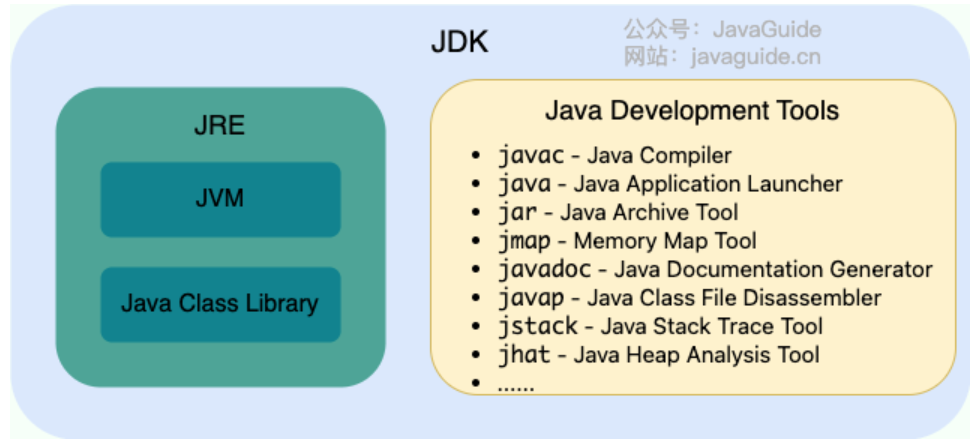 JDK
公众号：JavaGuide
网站：javaguide.cn
JRE
JVM
Java Class Library
Java Development Tools
• javac - Java Compiler
• java - Java Application Launcher
• jar - Java Archive Tool
• jmap - Memory Map Tool
• javadoc - Java Documentation Generator
• javap - Java Class File Disassembler
• jstack - Java Stack Trace Tool
• jhat - Java Heap Analysis Tool
• ......